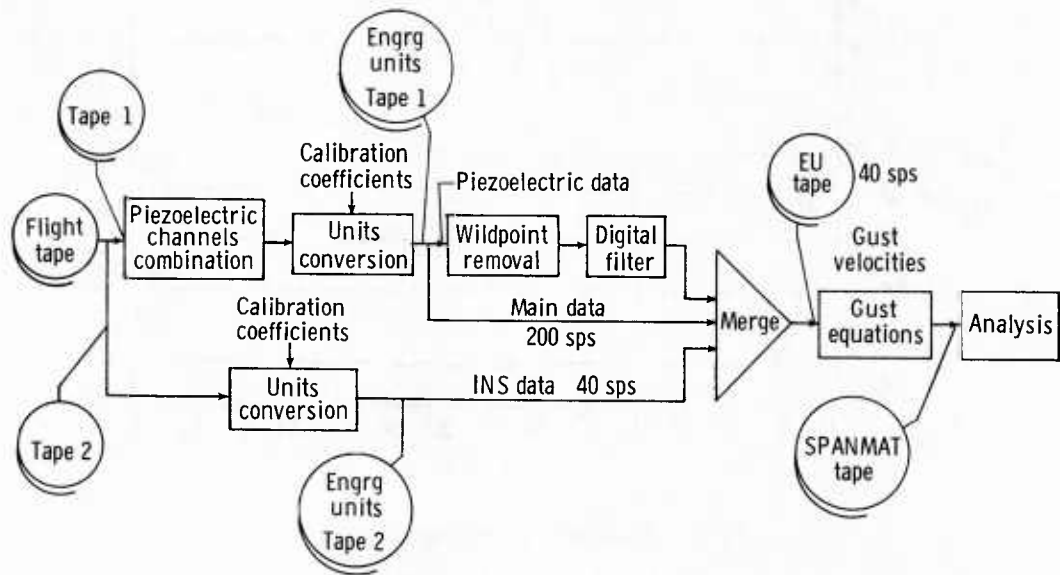 Engrg
units
Tape 1
Tape 1
Calibration
coefficients
Piezoelectric data
EU
tape
40 sps
Flight
tape
Piezoelectric
channels
combination
Units
conversion
Wildpoint
removal
Digital
filter
Gust
velocities
Calibration
coefficients
Main data
200 sps
Merge
Gust
equations
Analysis
Units
conversion
INS data 40 sps
Tape 2
SPANMAT
tape
Engrg
units
Tape 2